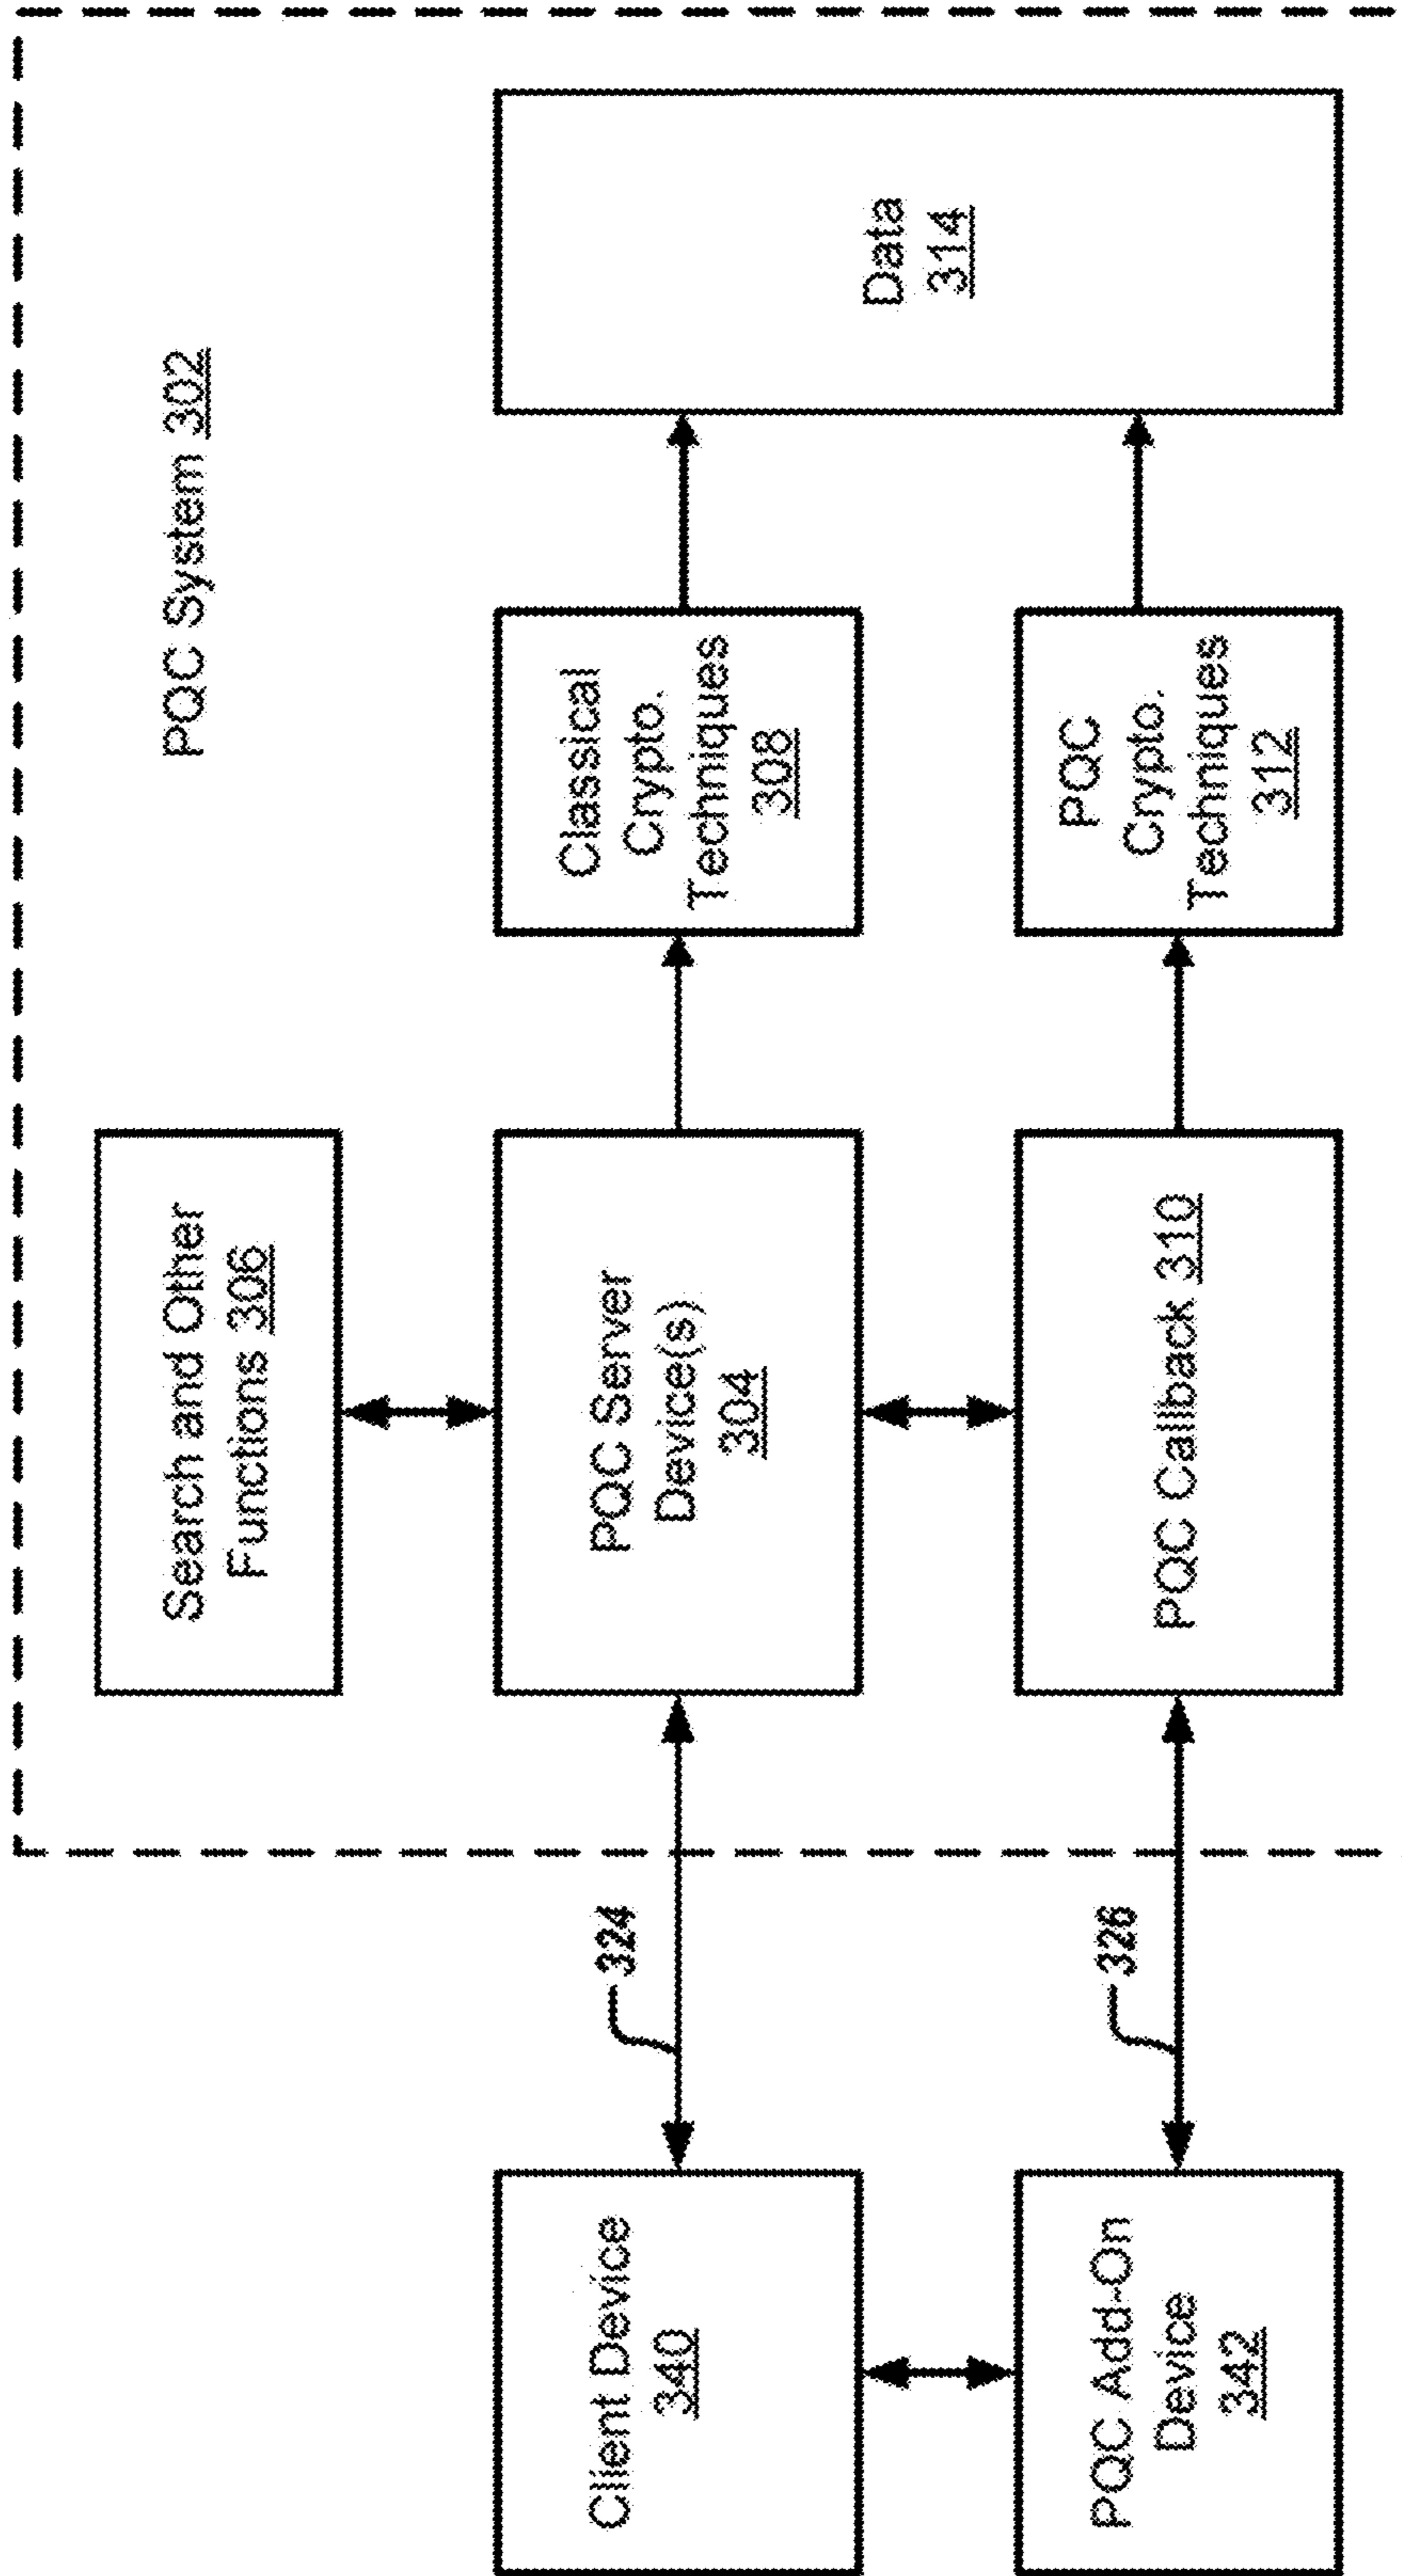 PQC System 302
Search and Other
Functions 306
Client Device
340
324
PQC Server
Device(s)
304
Classical
Crypto.
Techniques
308
Data
314
PQC Add-On
Device
342
326
PQC Callback 310
PQC
Crypto.
Techniques
312